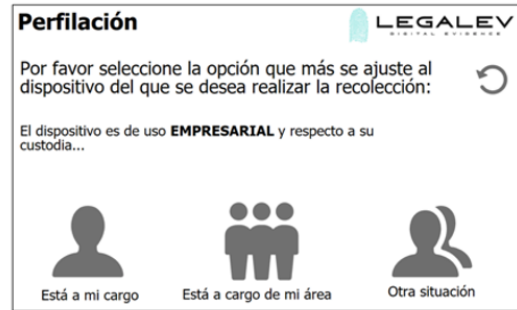 Perfilación
LEGALEV
DIGITAL EVIDENCE
Por favor seleccione la opción que más se ajuste al
dispositivo del que se desea realizar la recolección:
El dispositivo es de uso EMPRESARIAL y respecto a su
custodia...
Está a mi cargo
Está a cargo de mi área
Otra situación